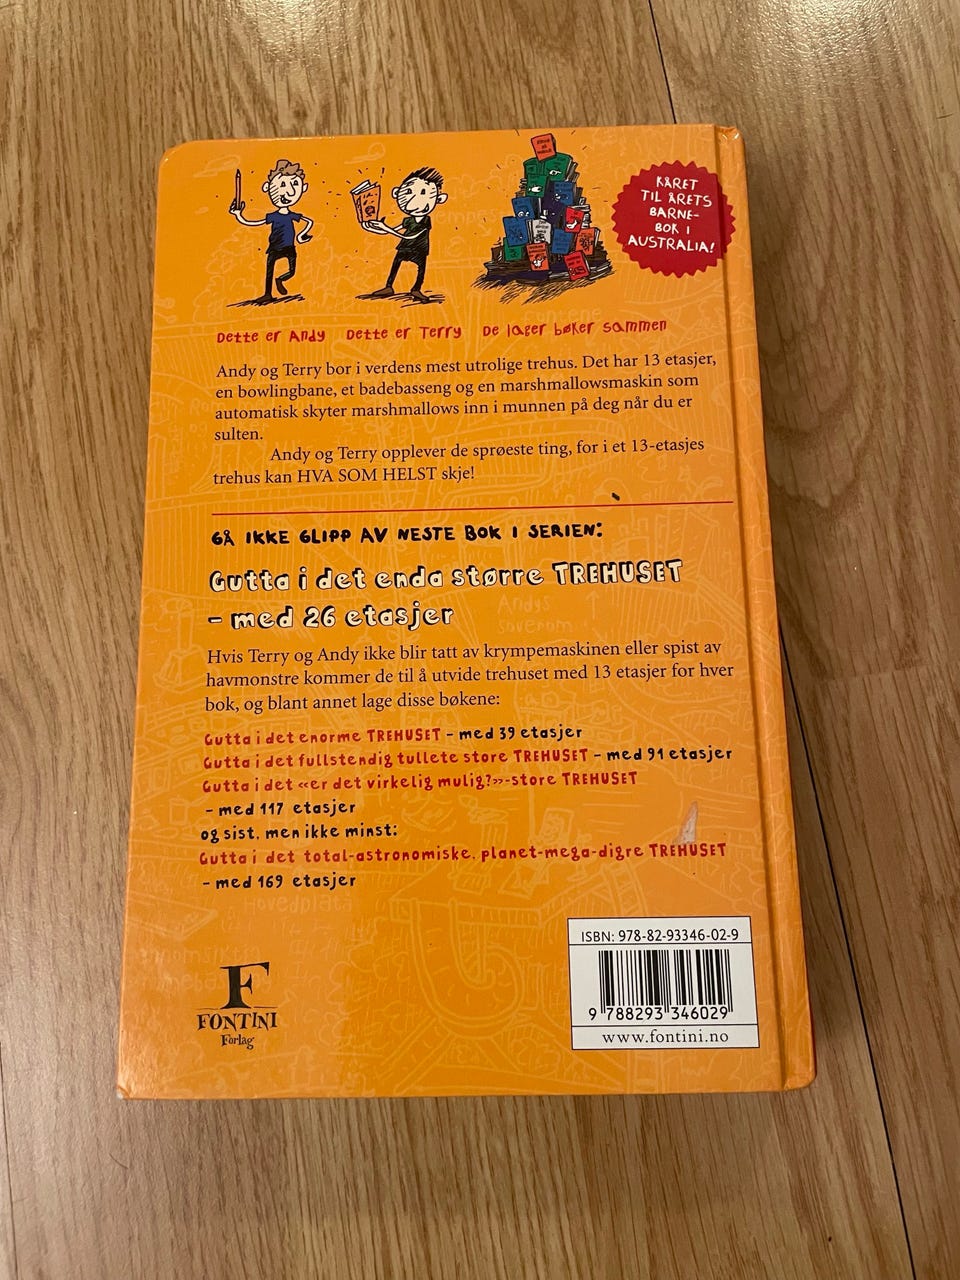 KÅRET
TIL ÅRETS
BARNE-
BOK I
AUSTRALIA!
Dette er Andy Dette er Terry De lager bøker sammen
Andy og Terry bor i verdens mest utrolige trehus. Det har 13 etasjer,
en bowlingbane, et badebasseng og en marshmallowsmaskin som
automatisk skyter marshmallows inn i munnen på deg når du er
sulten.
Andy og Terry opplever de sprøeste ting, for i et 13-etasjes
trehus kan HVA SOM HELST skje!
GÅ IKKE GLIPP AV NESTE BOK I SERIEN:
Gutta i det enda større TREHUSET
– med 26 etasjer
Andys
soverom
Hvis Terry og Andy ikke blir tatt av krympemaskinen eller spist av
havmonstre kommer de til å utvide trehuset med 13 etasjer for hver
bok, og blant annet lage disse bøkene:
Gutta i det enorme TREHUSET – med 39 etasjer
Gutta i det fullstendig tullete store TREHUSET – med 91 etasjer
Gutta i det «er det virkelig mulig?»-store TREHUSET
– med 117 etasjer
og sist, men ikke minst:
Gutta i det total-astronomiske, planet-mega-digre TREHUSET
– med 169 etasjer
Hovedplata
ISBN: 978-82-93346-02-9
9 788293 346029
www.fontini.no
F
FONTINI
Forlag